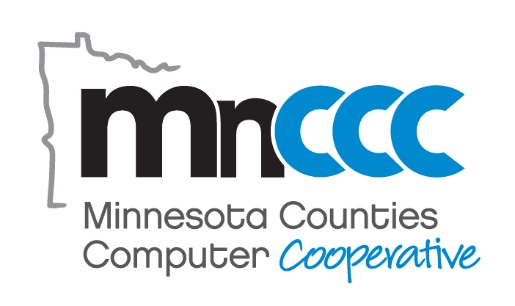 mnCCC
Minnesota Counties
Computer Cooperative